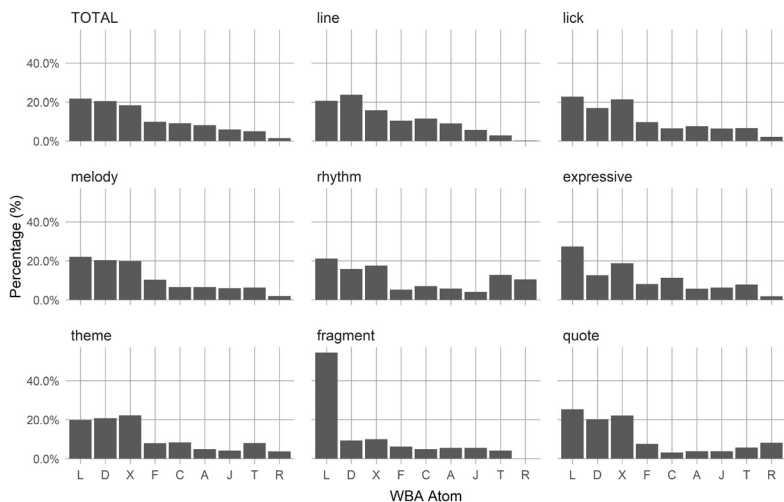 TOTAL line lick
40.0%
20.0%
0.0%
melody rhythm expressive
40.0%
20.0%
0.0%
theme fragment quote
40.0%
20.0%
0.0%
L D X F C A J T R L D X F C A J T R L D X F C A J T R
WBA Atom
Percentage (%)